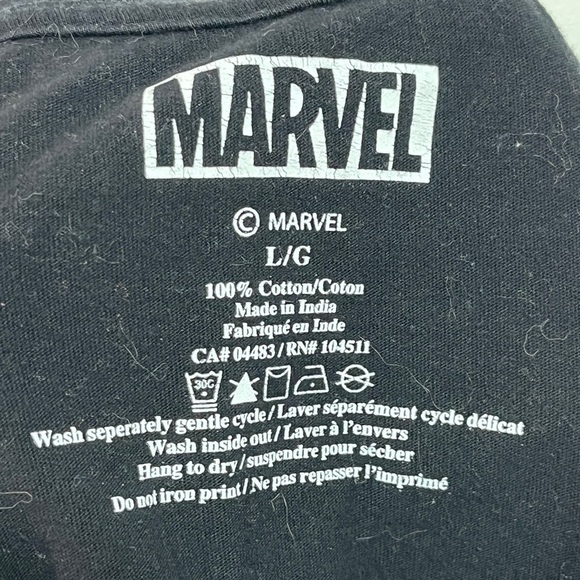 MARVEL
© MARVEL
L/G
100% Cotton/Coton
Made in India
Fabriqué en Inde
CA# 04483 / RN# 104511
30C
Wash seperately gentle cycle / Laver séparément cycle délicat
Wash inside out / Laver à l'envers
Hang to dry / suspendre pour sécher
Do not iron print / Ne pas repasser l'imprimé